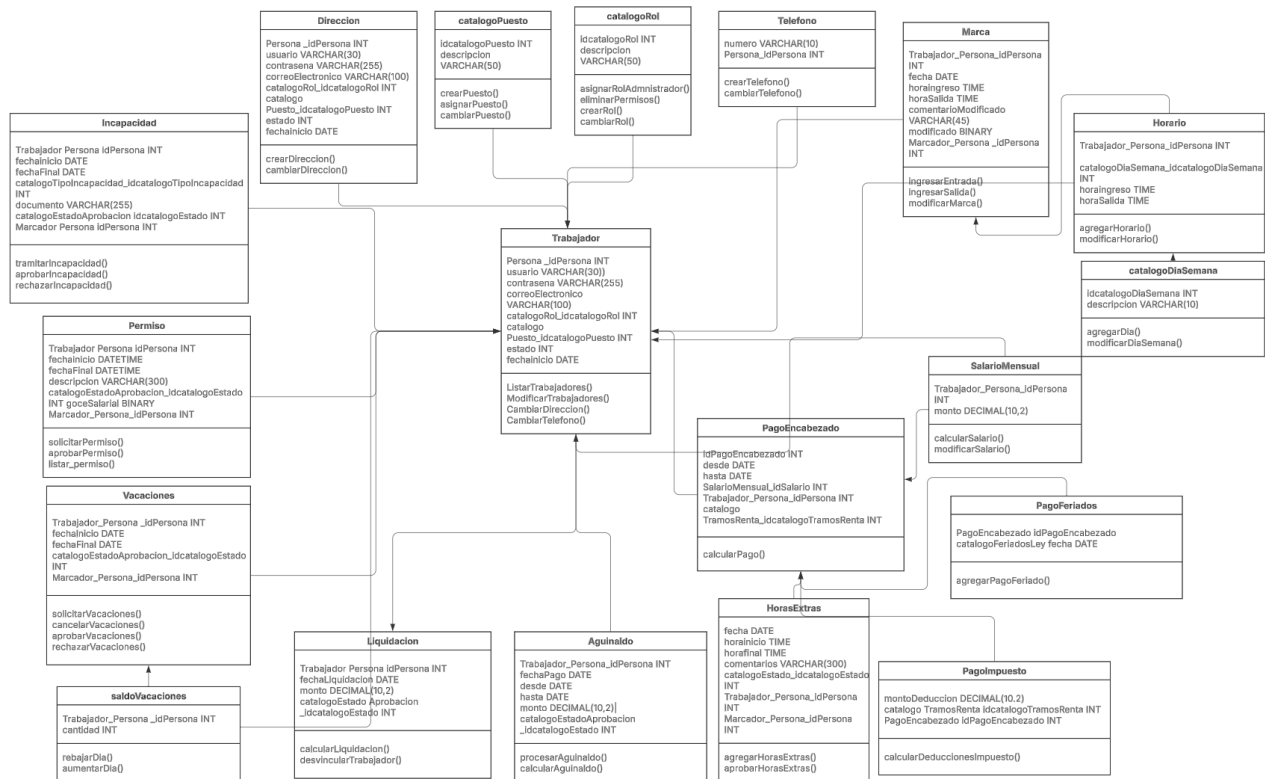 Direccion
Persona _idPersona INT
usuario VARCHAR(30)
contrasena VARCHAR(255)
correoElectronico VARCHAR(100)
catalogoRol_idcatalogoRol INT
catalogo
Puesto_idcatalogoPuesto INT
estado INT
fechainicio DATE
crearDireccion()
cambiarDireccion()
catalogoPuesto
idcatalogoPuesto INT
descripcion
VARCHAR(50)
crearPuesto()
asignarPuesto()
cambiarPuesto()
catalogoRol
idcatalogoRol INT
descripcion
VARCHAR(50)
asignarRolAdmnistrador()
eliminarPermisos()
crearRol()
cambiarRol()
Telefono
numero VARCHAR(10)
Persona_idPersona INT
crearTelefono()
cambiarTelefono()
Marca
Trabajador_Persona_idPersona
INT
fecha DATE
horaingreso TIME
horaSalida TIME
comentarioModificado
VARCHAR(45)
modificado BINARY
Marcador_Persona _idPersona
INT
ingresarEntrada()
ingresarSalida()
modificarMarca()
Horario
Trabajador_Persona_idPersona
INT
catalogoDiaSemana_idcatalogoDiaSemana
INT
horaingreso TIME
horaSalida TIME
agregarHorario()
modificarHorario()
Incapacidad
Trabajador Persona idPersona INT
fechainicio DATE
fechaFinal DATE
catalogoTipoIncapacidad_idcatalogoTipoIncapacidad
INT
documento VARCHAR(255)
catalogoEstadoAprobacion idcatalogoEstado INT
Marcador Persona idPersona INT
tramitarIncapacidad()
aprobarIncapacidad()
rechazarIncapacidad()
Trabajador
Persona _idPersona INT
usuario VARCHAR(30))
contrasena VARCHAR(255)
correoElectronico
VARCHAR(100)
catalogoRol_idcatalogoRol INT
catalogo
Puesto_idcatalogoPuesto INT
estado INT
fechainicio DATE
ListarTrabajadores()
ModificarTrabajadores()
CambiarDireccion()
CambiarTelefono()
catalogoDiaSemana
idcatalogoDiaSemana INT
descripcion VARCHAR(10)
agregarDia()
modificarDiaSemana()
Permiso
Trabajador Persona idPersona INT
fechainicio DATETIME
fechaFinal DATETIME
descripcion VARCHAR(300)
catalogoEstadoAprobacion_idcatalogoEstado
INT goceSalarial BINARY
Marcador_Persona_idPersona INT
solicitarPermiso()
aprobarPermiso()
listar_permiso()
SalarioMensual
Trabajador_Persona_idPersona
INT
monto DECIMAL(10,2)
calcularSalario()
modificarSalario()
PagoEncabezado
idPagoEncabezado INT
desde DATE
hasta DATE
SalarioMensual_idSalario INT
Trabajador_Persona_idPersona INT
catalogo
TramosRenta_idcatalogoTramosRenta INT
calcularPago()
Vacaciones
Trabajador_Persona _idPersona INT
fechaInicio DATE
fechaFinal DATE
catalogoEstadoAprobacion_idcatalogoEstado
INT
Marcador_Persona_idPersona INT
solicitarVacaciones()
cancelarVacaciones()
aprobarVacaciones()
rechazarVacaciones()
PagoFeriados
PagoEncabezado idPagoEncabezado
catalogoFeriadosLey fecha DATE
agregarPagoFeriado()
HorasExtras
fecha DATE
horainicio TIME
horafinal TIME
comentarios VARCHAR(300)
catalogoEstado_idcatalogoEstado
INT
Trabajador_Persona_idPersona
INT
Marcador_Persona_idPersona
INT
agregarHorasExtras()
aprobarHorasExtras()
Liquidacion
Trabajador Persona idPersona INT
fechaLiquidacion DATE
monto DECIMAL(10,2)
catalogoEstado Aprobacion
_idcatalogoEstado INT
calcularLiquidacion()
desvincularTrabajador()
Aguinaldo
Trabajador_Persona_idPersona INT
fechaPago DATE
desde DATE
hasta DATE
monto DECIMAL(10,2)|
catalogoEstadoAprobacion
_idcatalogoEstado INT
procesarAguinaldo()
calcularAguinaldo()
PagoImpuesto
montoDeduccion DECIMAL(10.2)
catalogo TramosRenta idcatalogoTramosRenta INT
PagoEncabezado idPagoEncabezado INT
calcularDeduccionesImpuesto()
saldoVacaciones
Trabajador_Persona _idPersona INT
cantidad INT
rebajarDia()
aumentarDia()